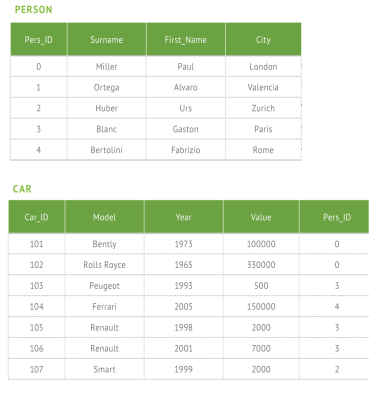 PERSON
Pers_ID Surname First_Name City
0 Miller Paul London
1 Ortega Alvaro Valencia
2 Huber Urs Zurich
3 Blanc Gaston Paris
4 Bertolini Fabrizio Rome
CAR
Car_ID Model Year Value Pers_ID
101 Bently 1973 100000 0
102 Rolls Royce 1965 330000 0
103 Peugeot 1993 500 3
104 Ferrari 2005 150000 4
105 Renault 1998 2000 3
106 Renault 2001 7000 3
107 Smart 1999 2000 2